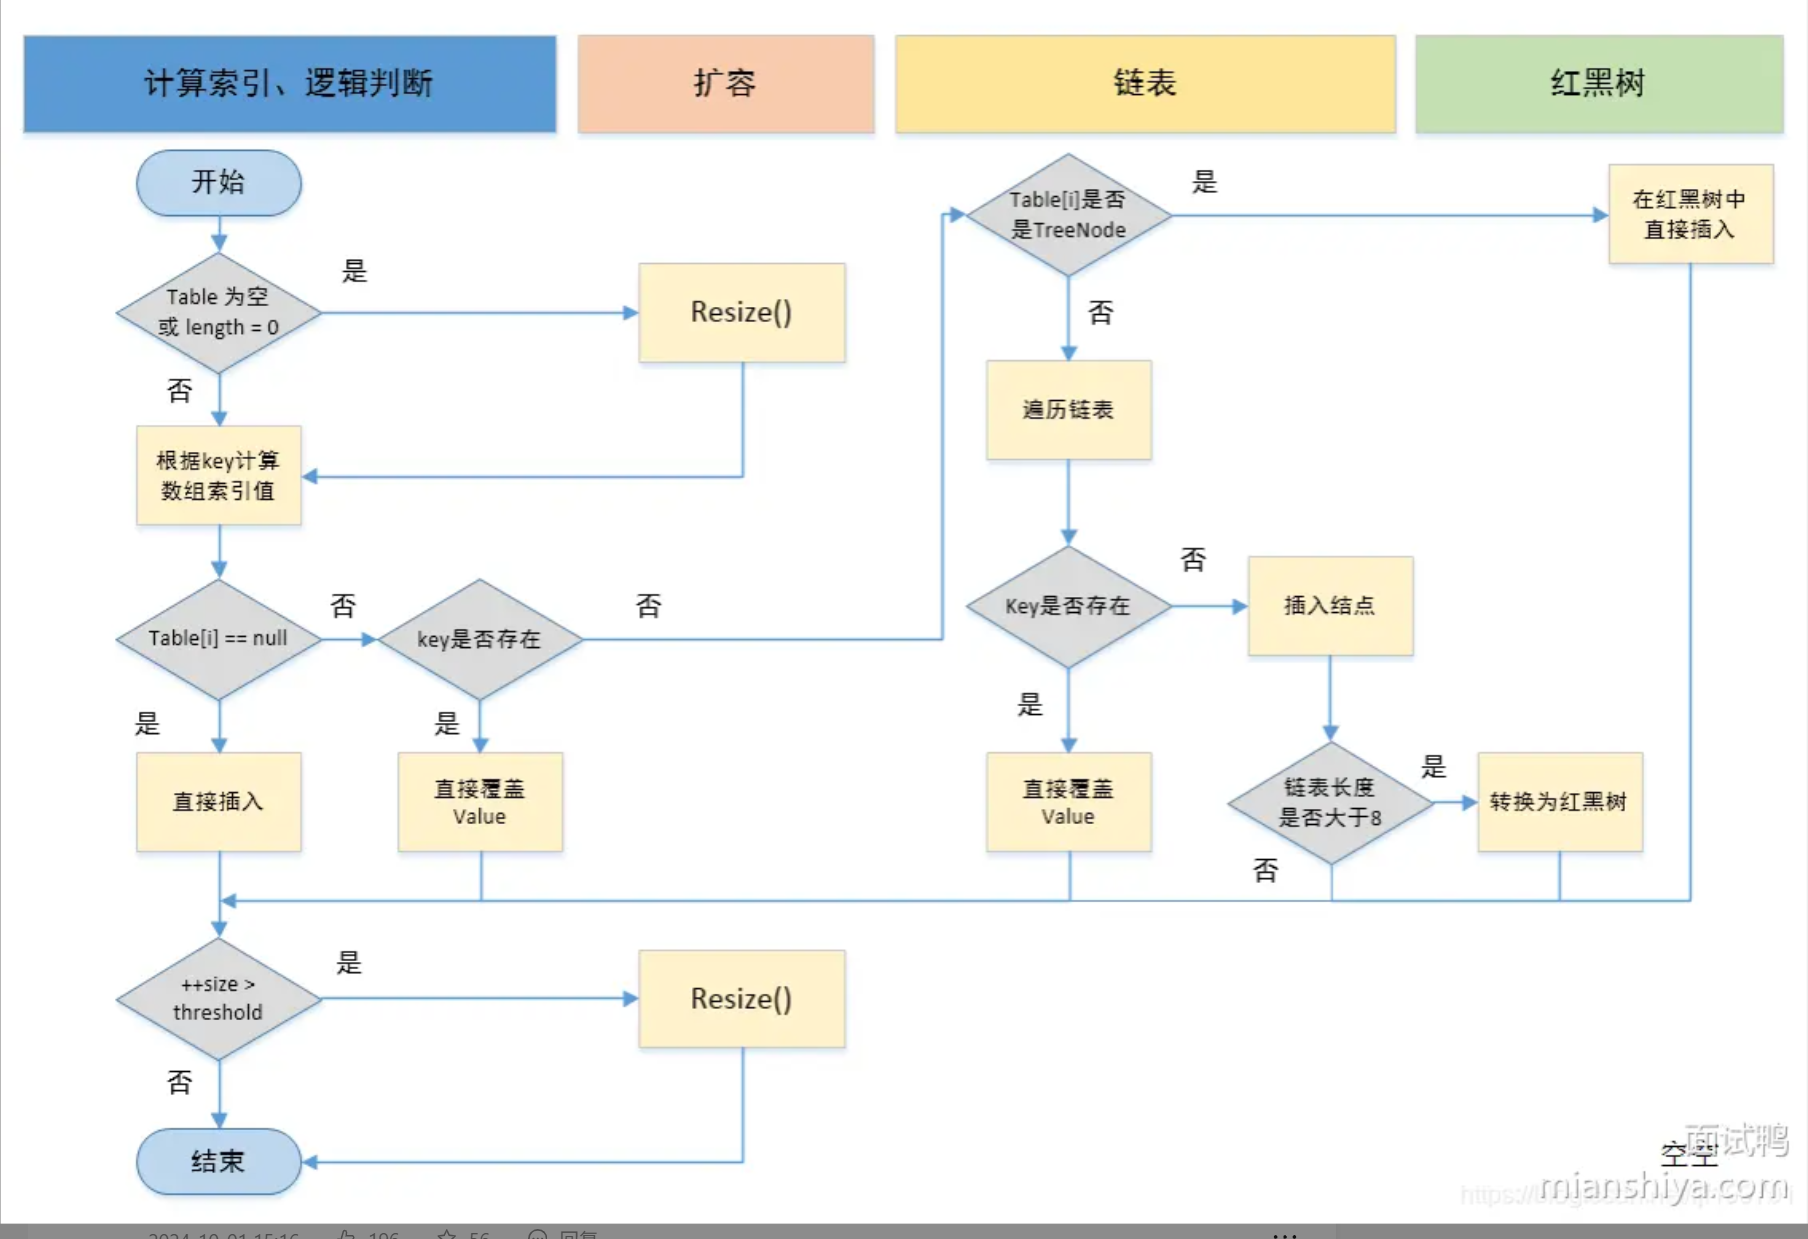 计算索引、逻辑判断
扩容
链表
红黑树
开始
Table 为空
或 length = 0
是
Resize()
否
根据key计算
数组索引值
Table[i] == null
否
key是否存在
否
是
直接插入
是
直接覆盖
Value
Table[i]是否
是TreeNode
是
在红黑树中
直接插入
否
遍历链表
Key是否存在
否
插入结点
是
直接覆盖
Value
链表长度
是否大于8
是
转换为红黑树
否
++size >
threshold
是
Resize()
否
结束
面试鸭
空空
mianshiya.com